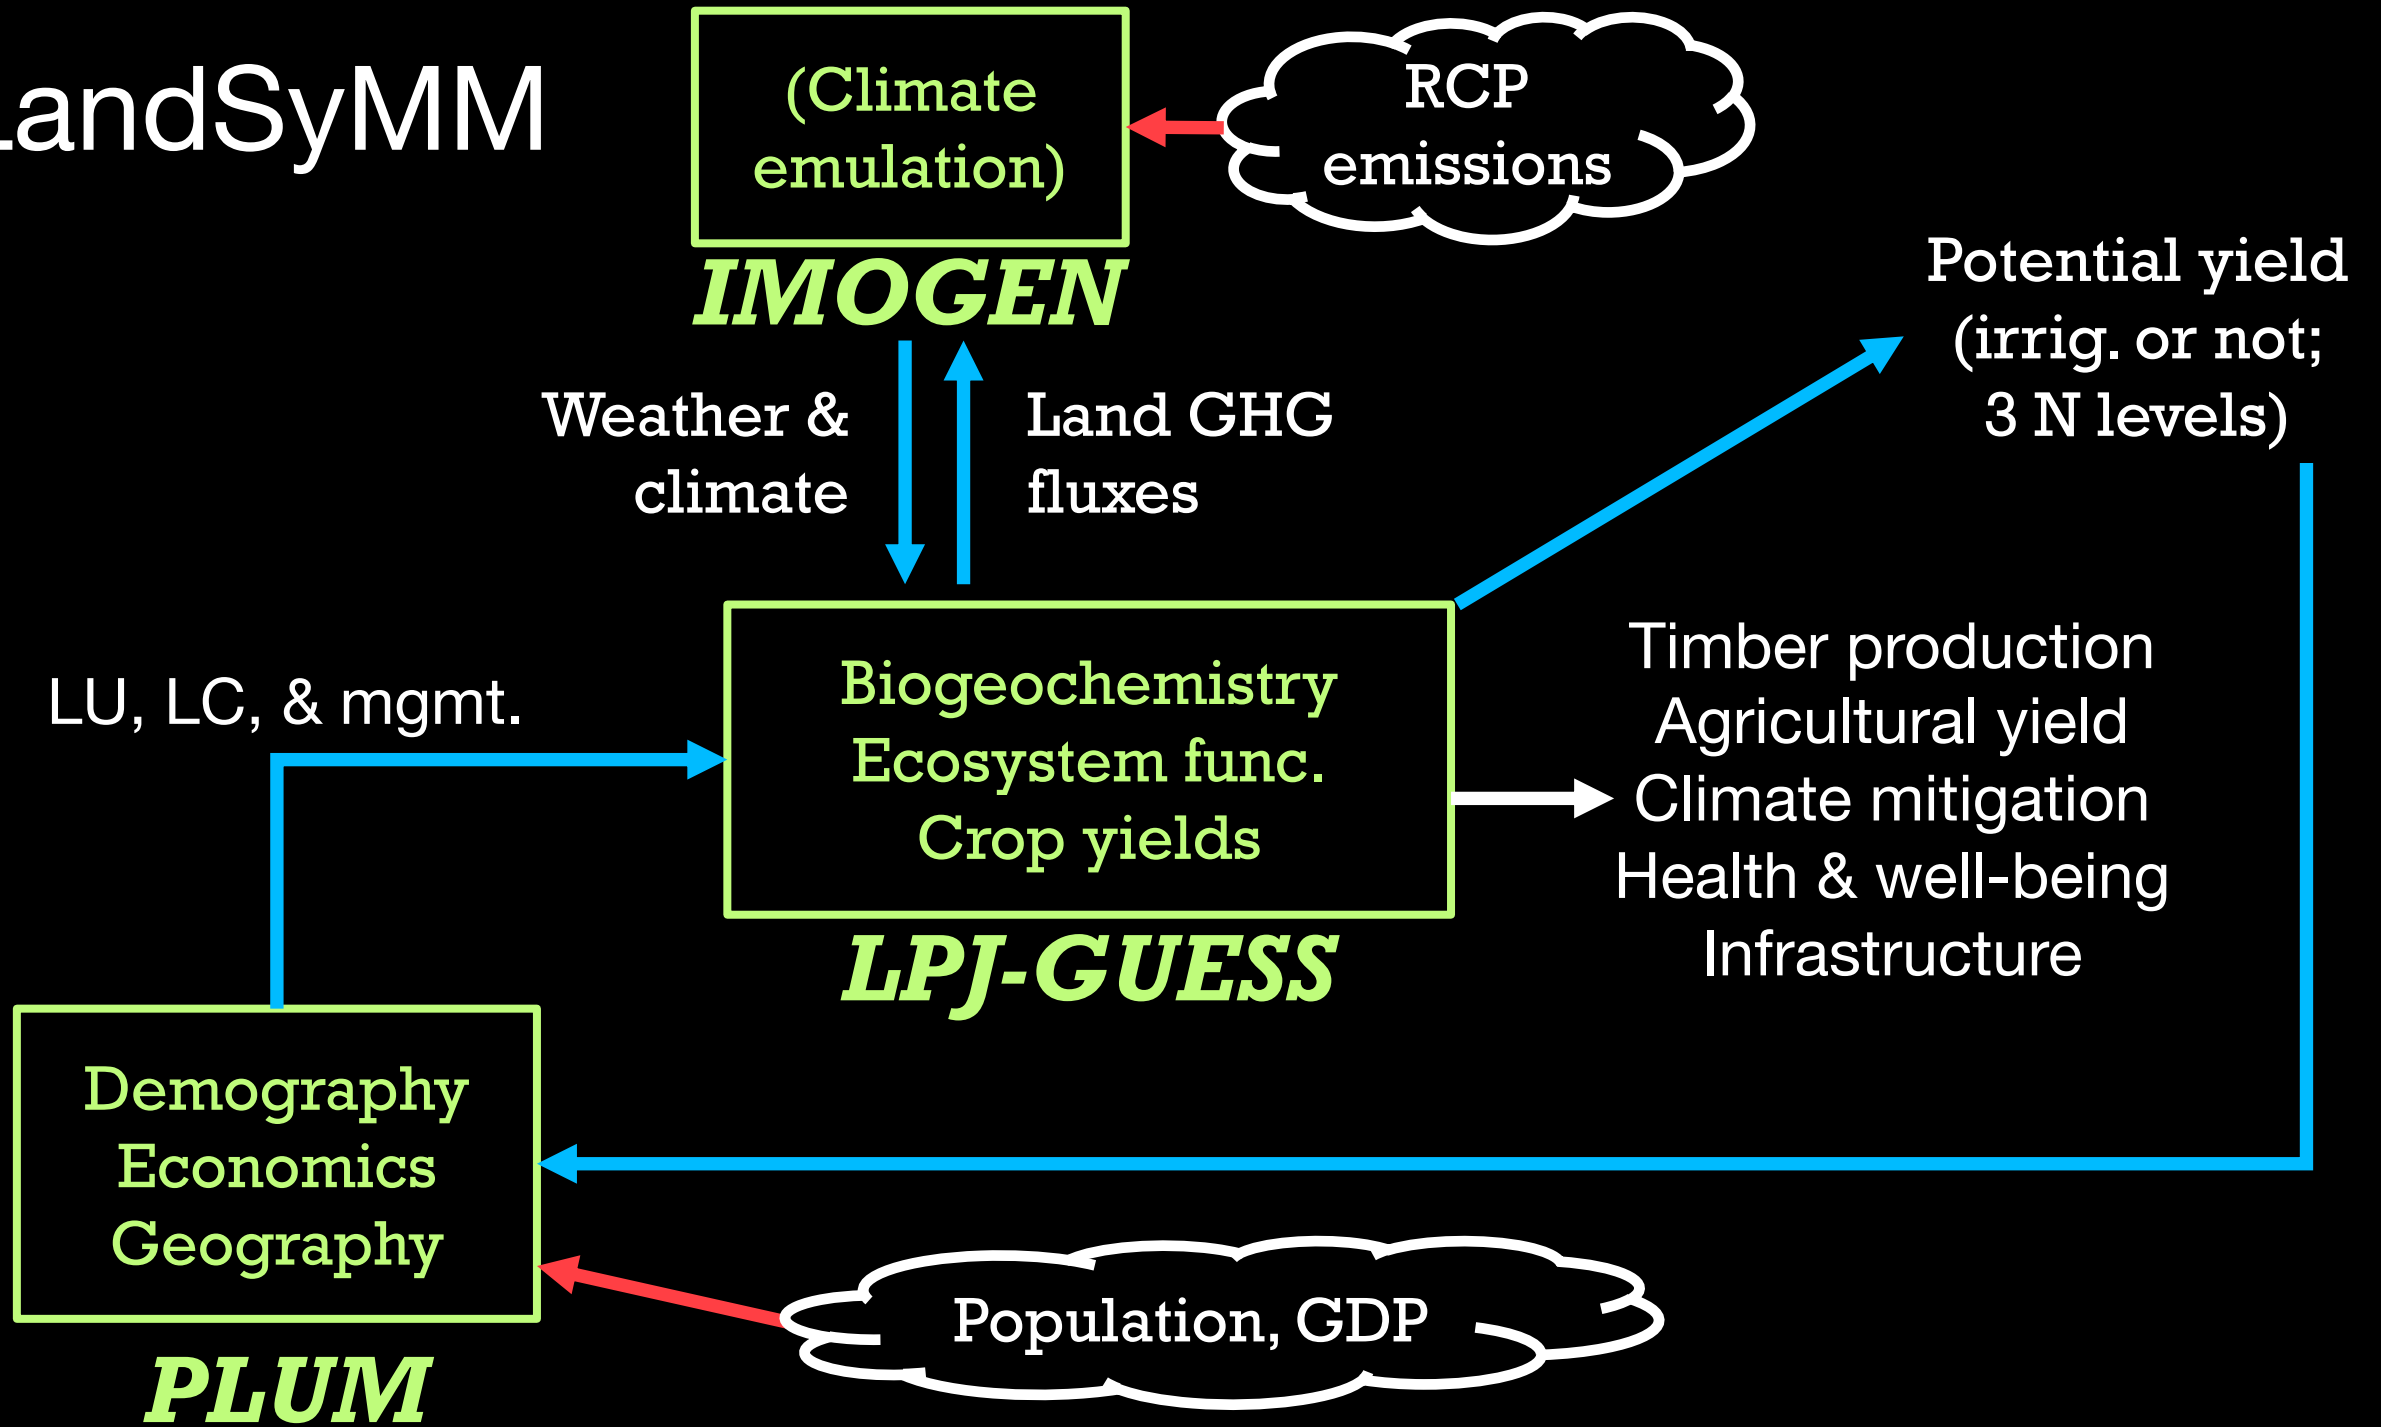 LandSyMM
(Climate
emulation)
IMOGEN
RCP
emissions
Potential yield
(irrig. or not;
3 N levels)
Weather &
climate
Land GHG
fluxes
LU, LC, & mgmt.
Biogeochemistry
Ecosystem func.
Crop yields
LPJ-GUESS
Timber production
Agricultural yield
Climate mitigation
Health & well-being
Infrastructure
Demography
Economics
Geography
PLUM
Population, GDP